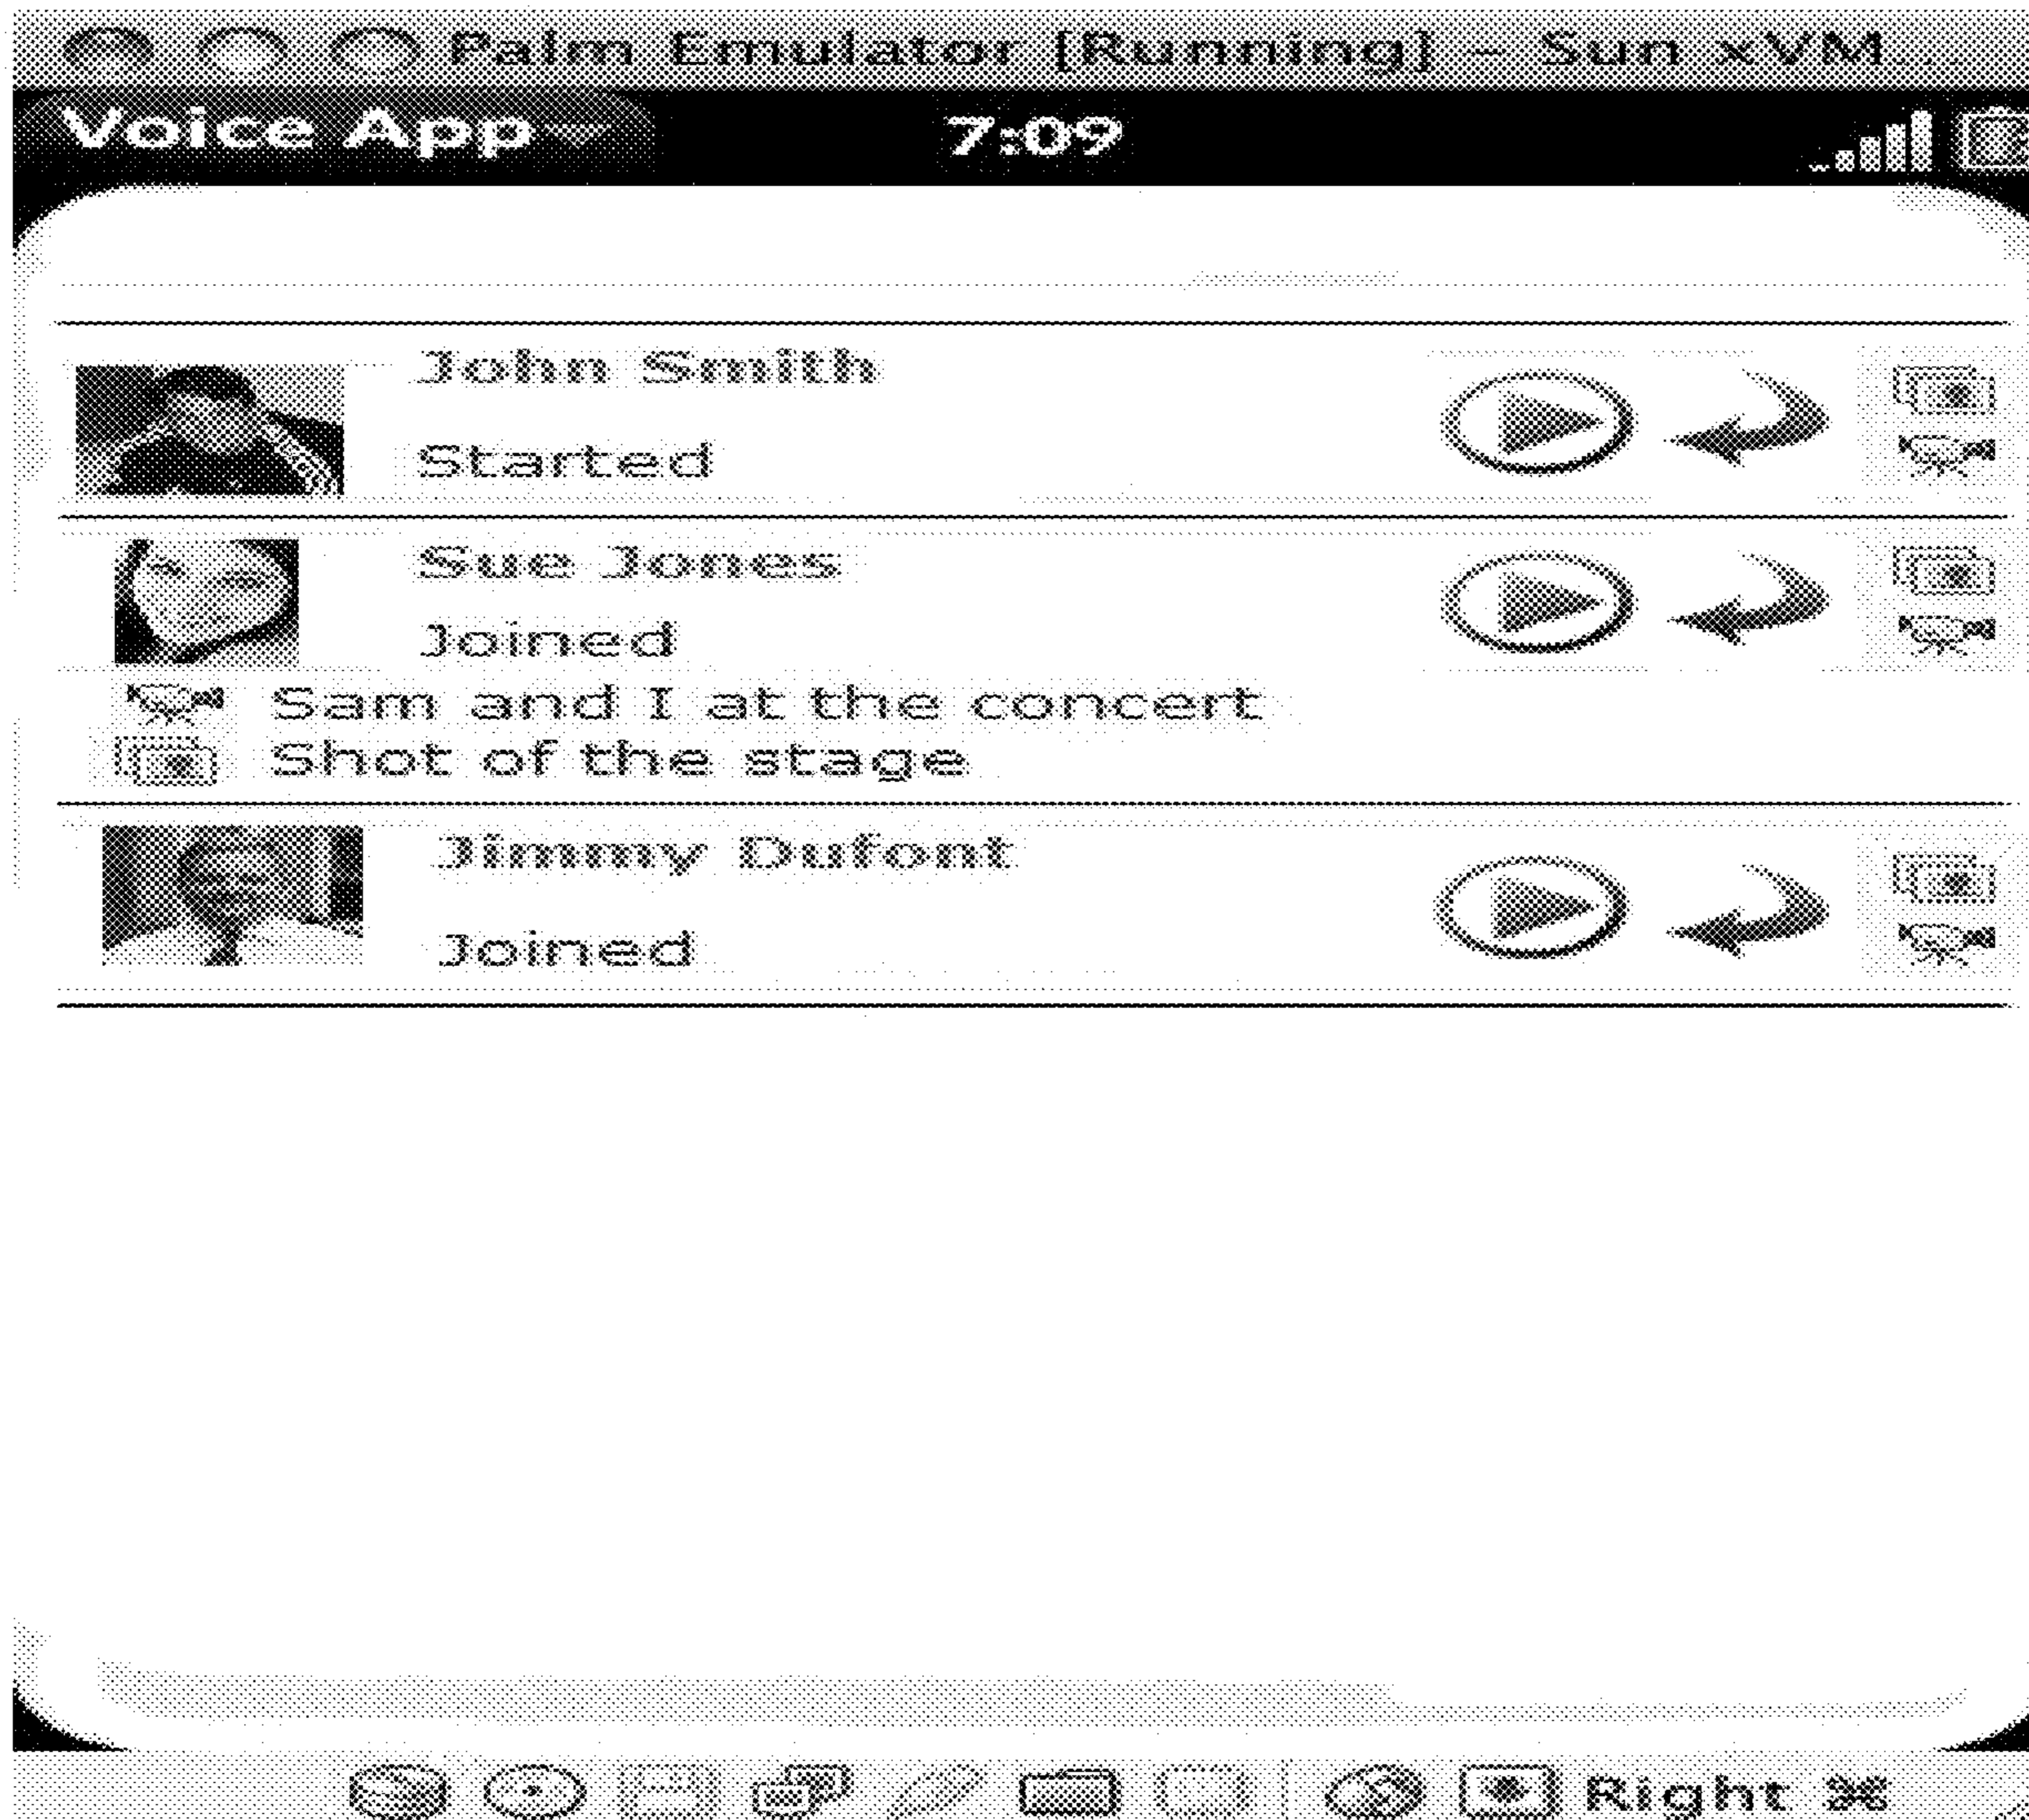 Palm Emulator [Running] – Sun xVM...
Voice App 7:09
John Smith
Started
Sue Jones
Joined
Sam and I at the concert
Shot of the stage
Jimmy Dufont
Joined
Right ⌘